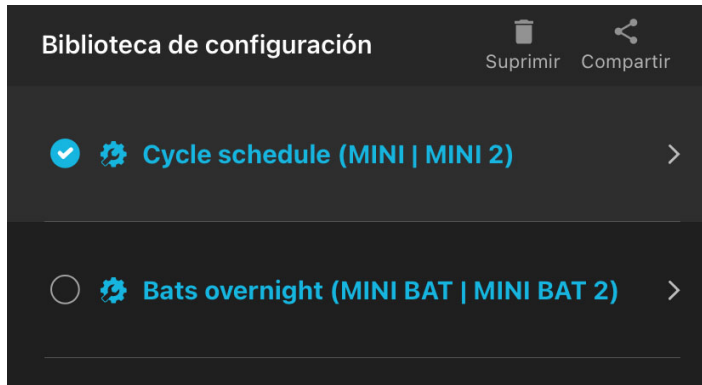 Biblioteca de configuración
Suprimir Compartir
Cycle schedule (MINI | MINI 2)
Bats overnight (MINI BAT | MINI BAT 2)